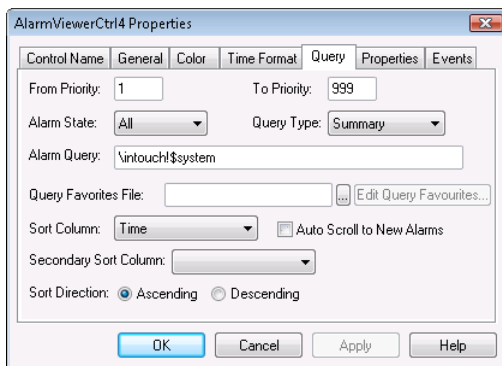 AlarmViewerCtrl4 Properties
Control Name General Color Time Format Query Properties Events
From Priority: 1 To Priority: 999
Alarm State: All Query Type: Summary
Alarm Query: \intouch!$system
Query Favorites File: ... Edit Query Favourites...
Sort Column: Time Auto Scroll to New Alarms
Secondary Sort Column:
Sort Direction: Ascending Descending
OK Cancel Apply Help